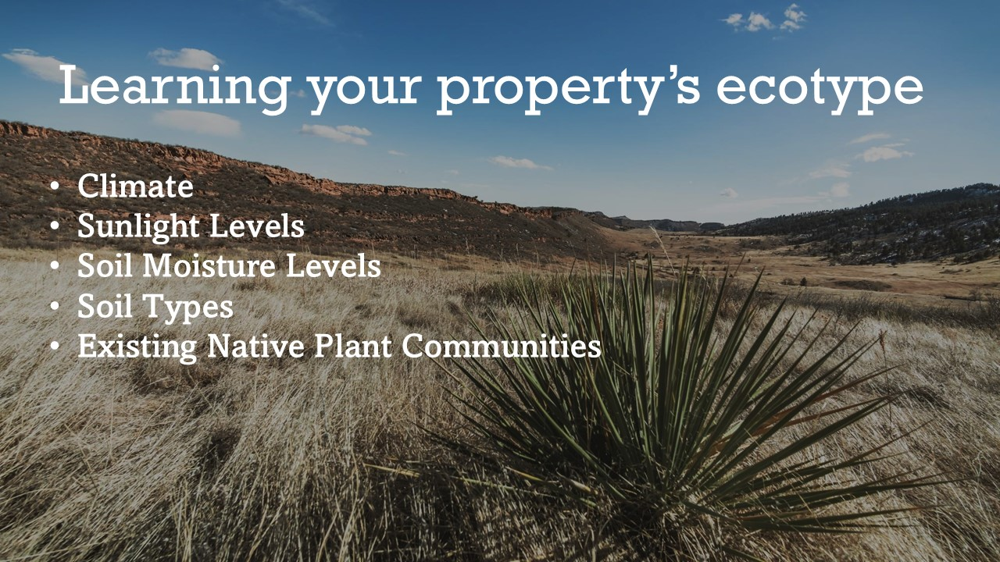 Learning your property’s ecotype
• Climate
• Sunlight Levels
• Soil Moisture Levels
• Soil Types
• Existing Native Plant Communities